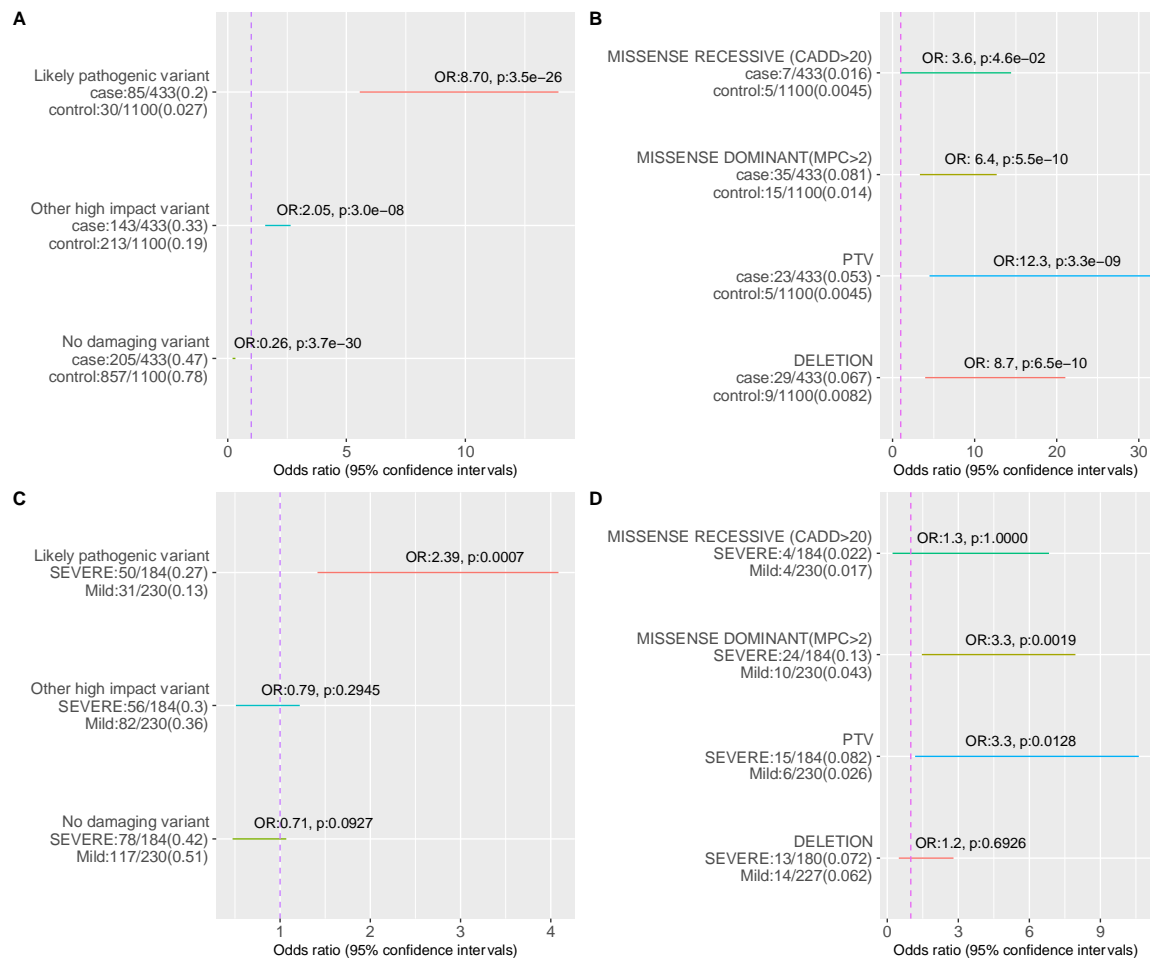 A
Likely pathogenic variant
case:85/433(0.2)
control:30/1100(0.027)
OR:8.70, p:3.5e−26
Other high impact variant
case:143/433(0.33)
control:213/1100(0.19)
OR:2.05, p:3.0e−08
No damaging variant
case:205/433(0.47)
control:857/1100(0.78)
OR:0.26, p:3.7e−30
0 5 10
Odds ratio (95% confidence intervals)
B
MISSENSE RECESSIVE (CADD>20)
case:7/433(0.016)
control:5/1100(0.0045)
OR: 3.6, p:4.6e−02
MISSENSE DOMINANT(MPC>2)
case:35/433(0.081)
control:15/1100(0.014)
OR: 6.4, p:5.5e−10
PTV
case:23/433(0.053)
control:5/1100(0.0045)
OR:12.3, p:3.3e−09
DELETION
case:29/433(0.067)
control:9/1100(0.0082)
OR: 8.7, p:6.5e−10
0 10 20 30
Odds ratio (95% confidence intervals)
C
Likely pathogenic variant
SEVERE:50/184(0.27)
Mild:31/230(0.13)
OR:2.39, p:0.0007
Other high impact variant
SEVERE:56/184(0.3)
Mild:82/230(0.36)
OR:0.79, p:0.2945
No damaging variant
SEVERE:78/184(0.42)
Mild:117/230(0.51)
OR:0.71, p:0.0927
1 2 3 4
Odds ratio (95% confidence intervals)
D
MISSENSE RECESSIVE (CADD>20)
SEVERE:4/184(0.022)
Mild:4/230(0.017)
OR:1.3, p:1.0000
MISSENSE DOMINANT(MPC>2)
SEVERE:24/184(0.13)
Mild:10/230(0.043)
OR:3.3, p:0.0019
PTV
SEVERE:15/184(0.082)
Mild:6/230(0.026)
OR:3.3, p:0.0128
DELETION
SEVERE:13/180(0.072)
Mild:14/227(0.062)
OR:1.2, p:0.6926
0 3 6 9
Odds ratio (95% confidence intervals)